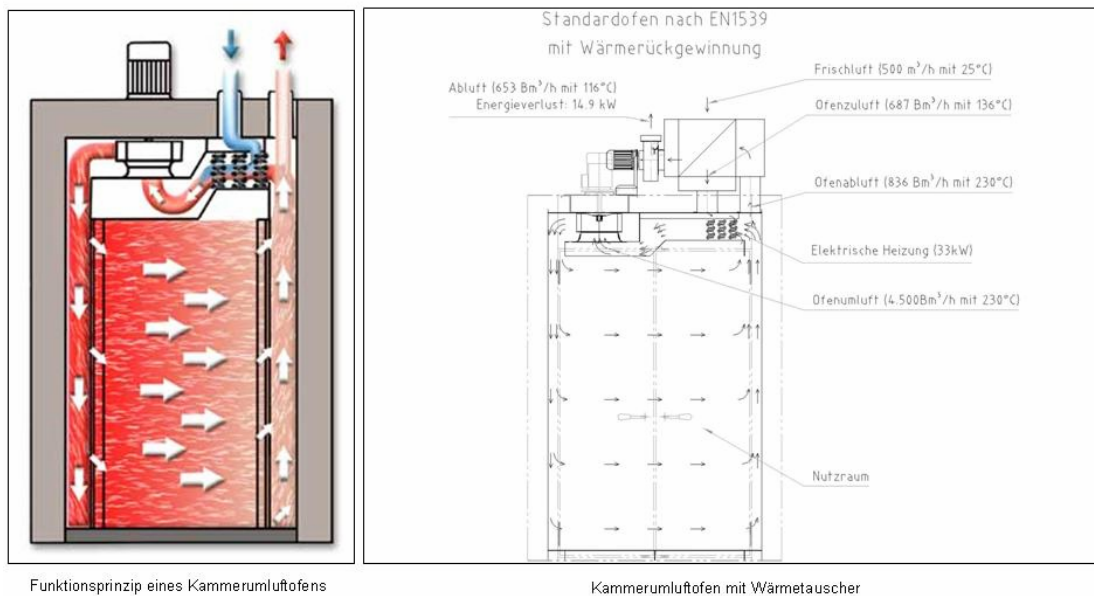 Standardofen nach EN1539
mit Wärmerückgewinnung
Abluft (653 Bm³/h mit 116°C)
Energieverlust: 14.9 kW
Frischluft (500 m³/h mit 25°C)
Ofenzuluft (687 Bm³/h mit 136°C)
Ofenabluft (836 Bm³/h mit 230°C)
Elektrische Heizung (33kW)
Ofenumluft (4.500Bm³/h mit 230°C)
Nutzraum
Funktionsprinzip eines Kammerumluftofens
Kammerumluftofen mit Wärmetauscher